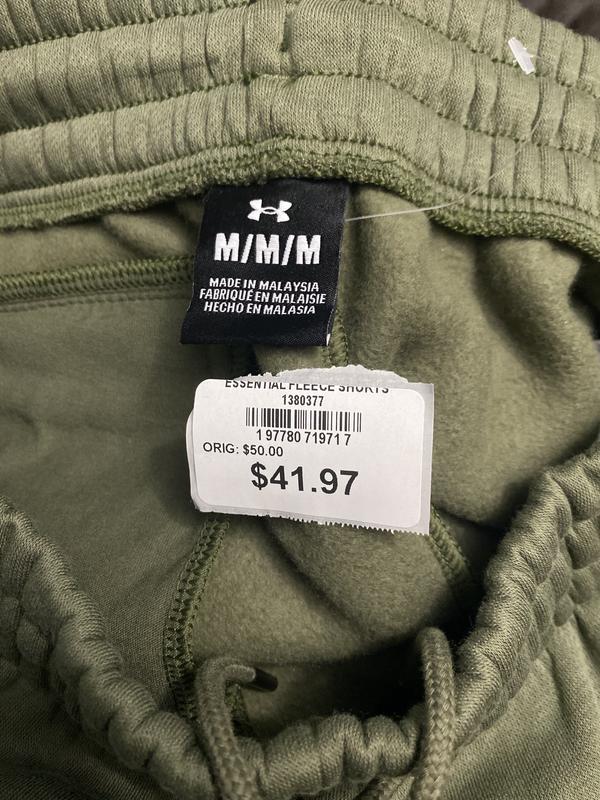 M/M/M
MADE IN MALAYSIA
FABRIQUÉ EN MALAISIE
HECHO EN MALASIA
ESSENTIAL FLEECE SHORTS
1380377
1 97780 71971 7
ORIG: $50.00
$41.97